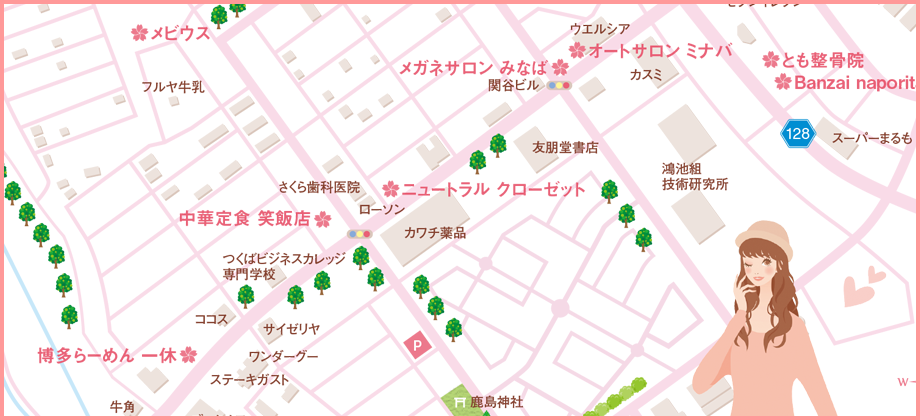 ウエルシア
メビウス
オートサロン ミナバ
とも整骨院
メガネサロン みなば
カスミ
関谷ビル
Banzai naporit
フルヤ牛乳
128
スーパーまるも
友朋堂書店
鴻池組
技術研究所
さくら歯科医院
ニュートラル クローゼット
ローソン
中華定食 笑飯店
カワチ薬品
つくばビジネスカレッジ
専門学校
ココス
サイゼリヤ
P
博多らーめん 一休
ワンダーグー
ステーキガスト
牛角
鹿島神社